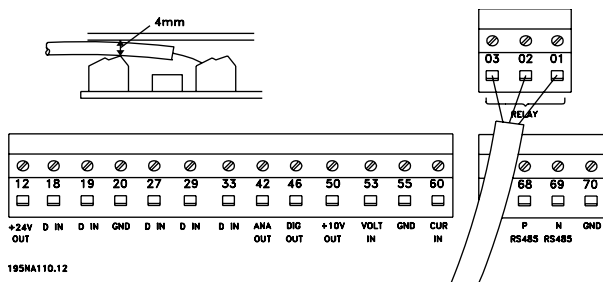 4mm
03 02 01
RELAY
12 18 19 20 27 29 33 42 46 50 53 55 60 68 69 70
+24V OUT D IN D IN GND D IN D IN D IN ANA OUT DIG OUT +10V OUT VOLT IN GND CUR IN P RS485 N RS485 GND
195NA110.12